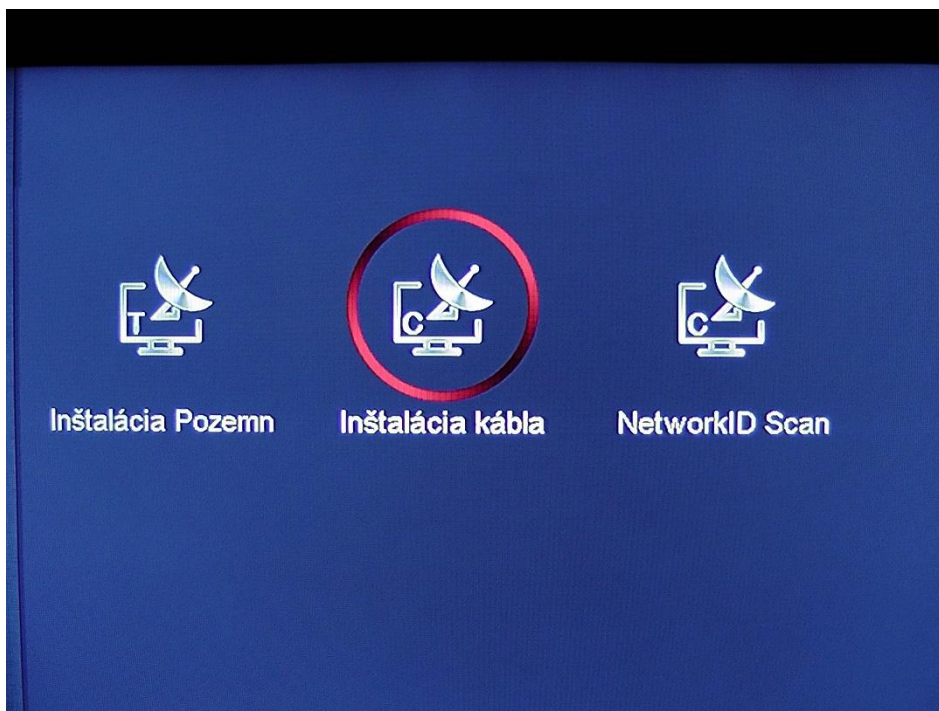 T
C
C
Inštalácia Pozemn
Inštalácia kábla
NetworkID Scan